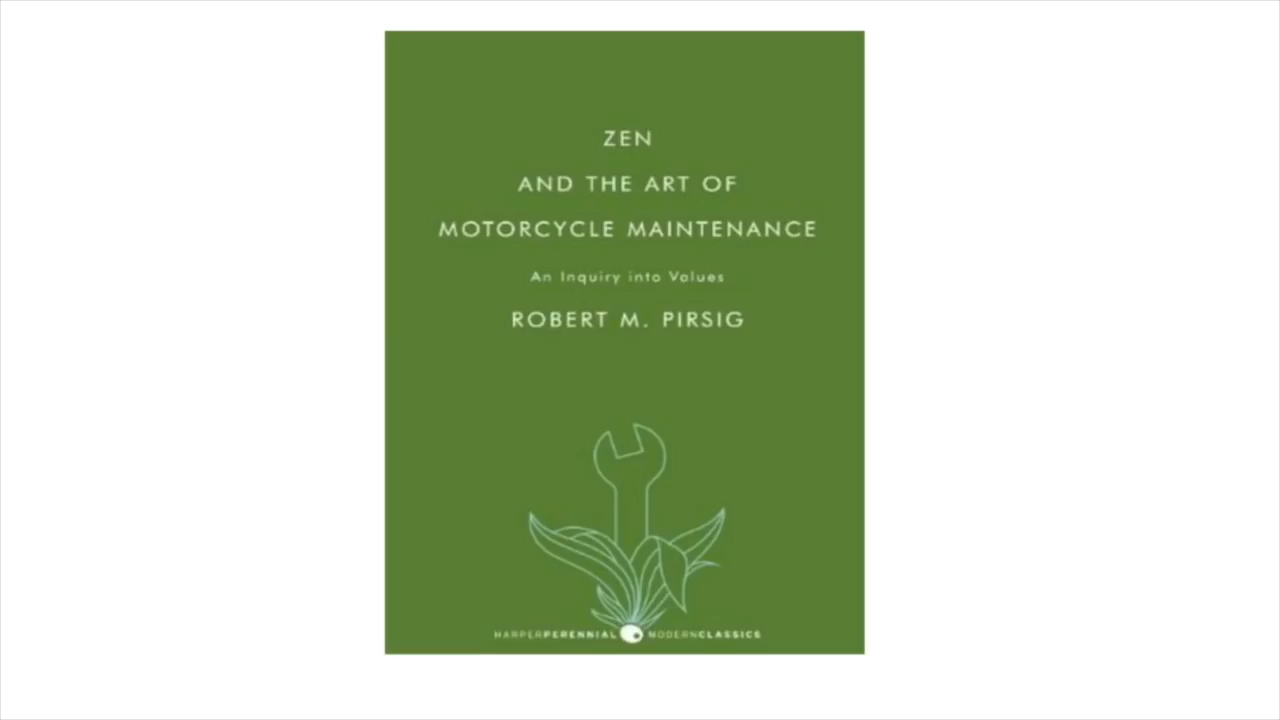 ZEN
AND THE ART OF
MOTORCYCLE MAINTENANCE
An Inquiry into Values
ROBERT M. PIRSIG
HARPERPERENNIAL MODERNCLASSICS